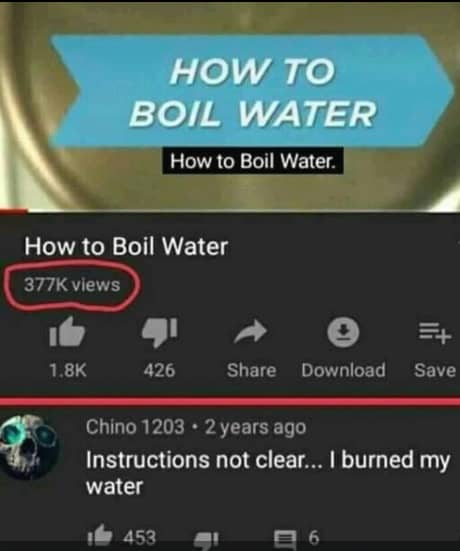 HOW TO
BOIL WATER
How to Boil Water.
How to Boil Water
377K views
1.8K 426 Share Download Save
Chino 1203 • 2 years ago
Instructions not clear... I burned my
water
453 6